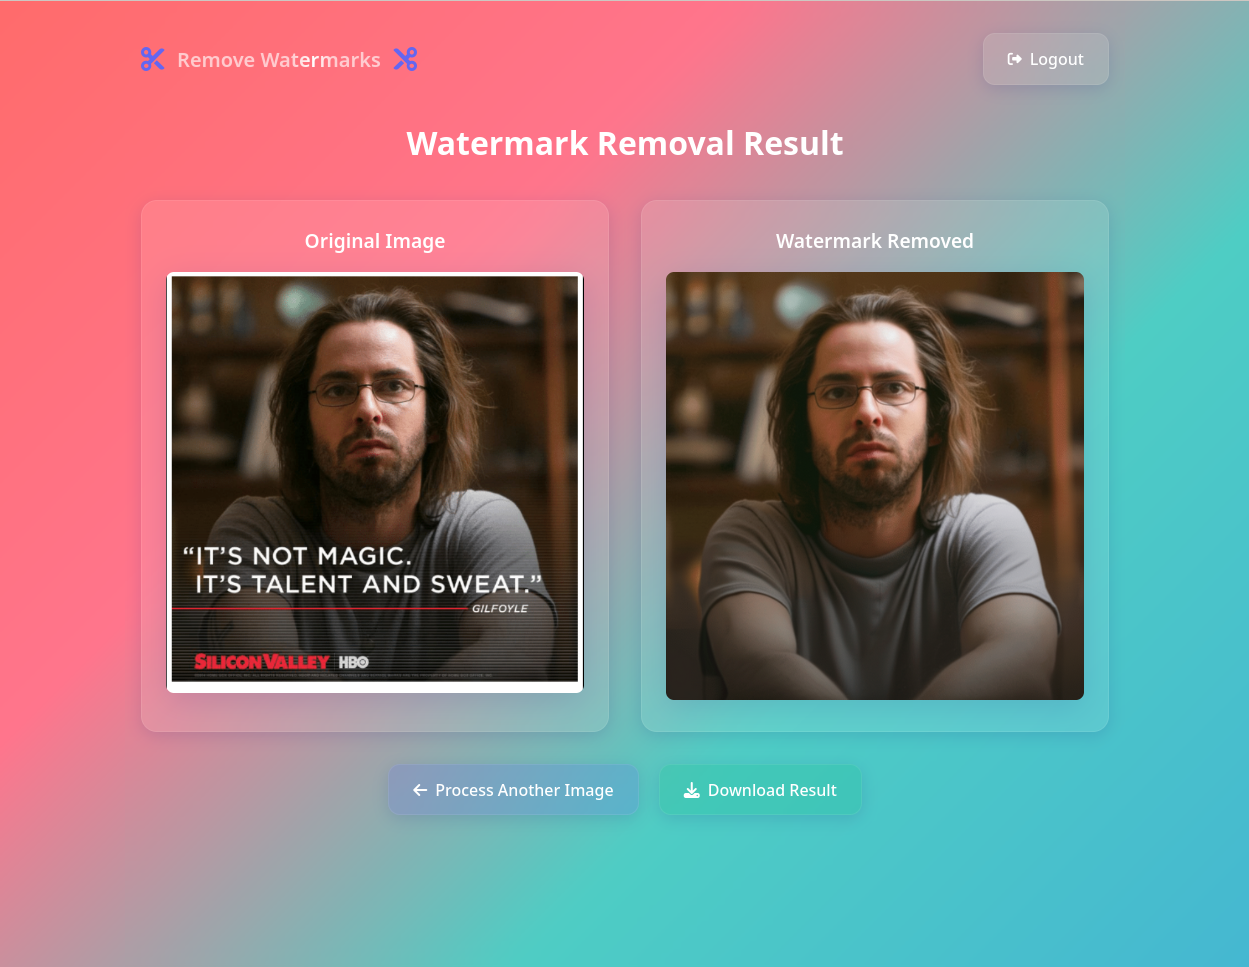 Remove Watermarks
Logout
Watermark Removal Result
Original Image
Watermark Removed
“IT’S NOT MAGIC.
IT’S TALENT AND SWEAT.”
GILFOYLE
SILICON VALLEY HBO
Process Another Image
Download Result